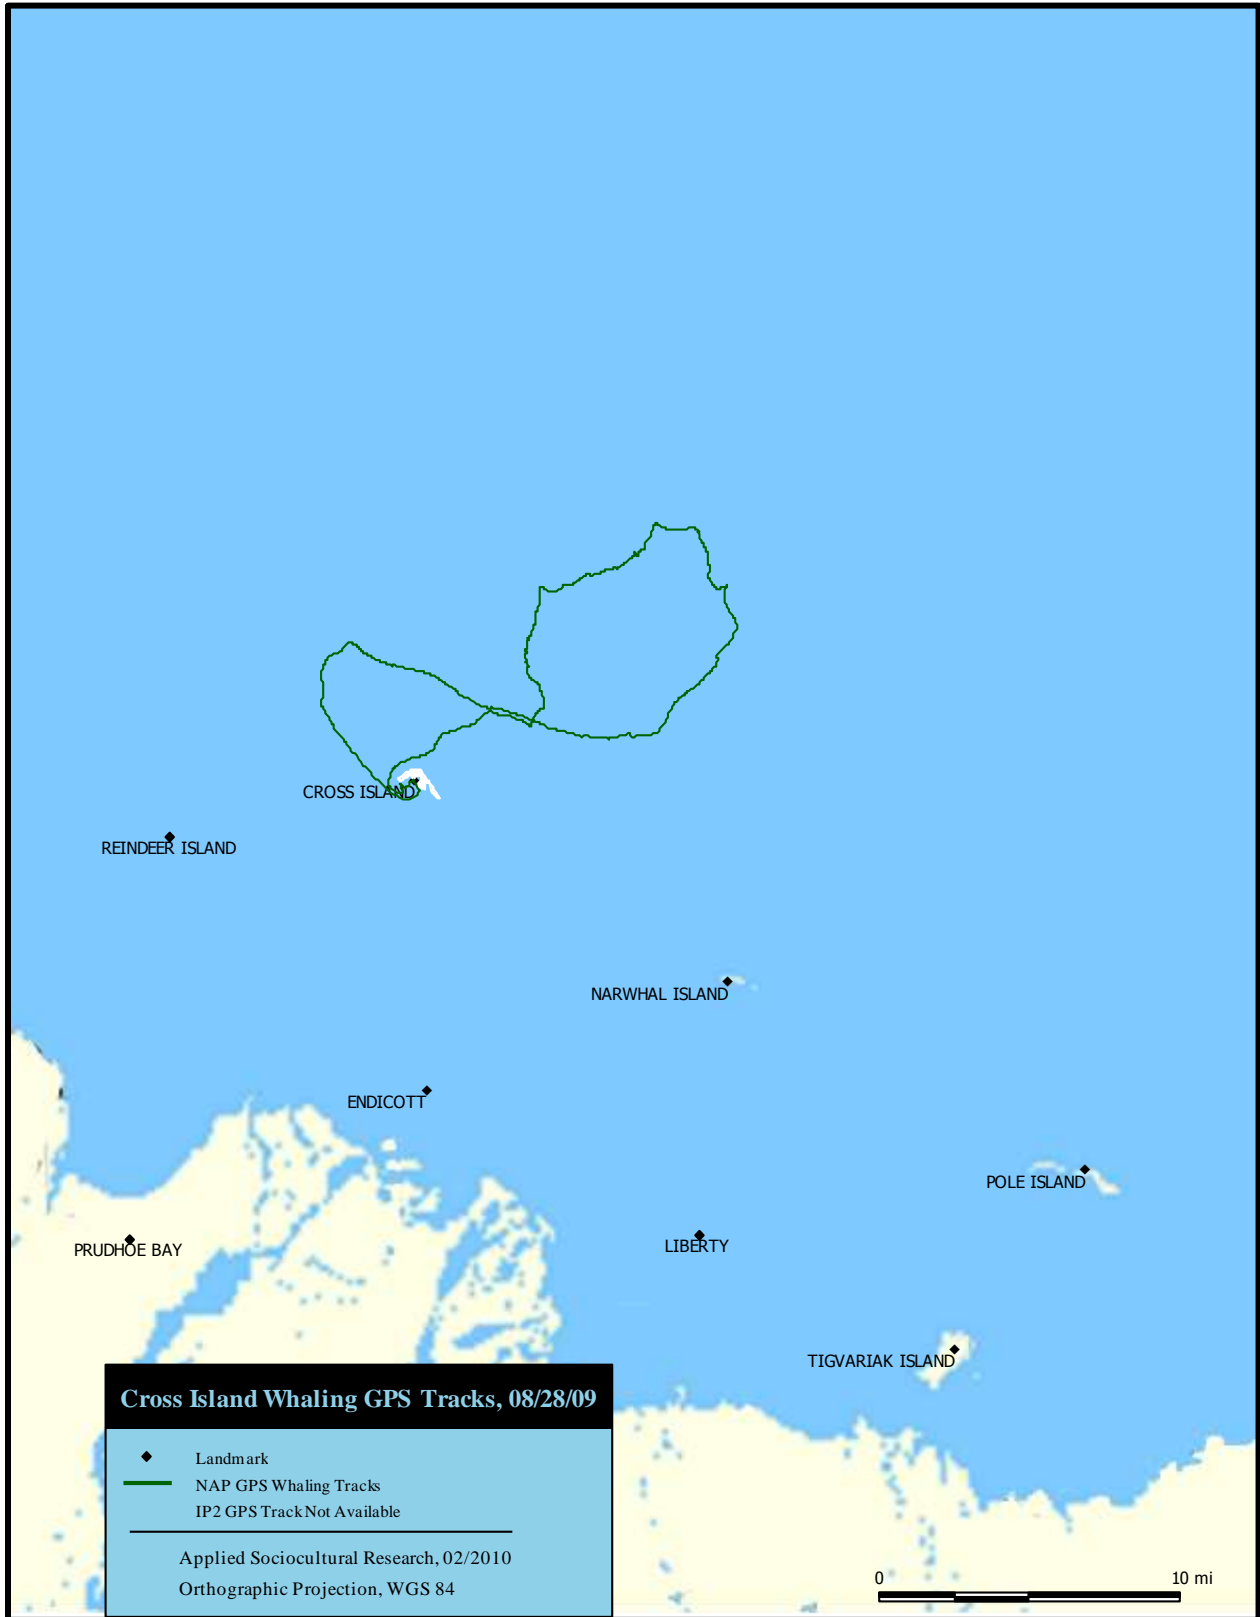 CROSS ISLAND
REINDEER ISLAND
NARWHAL ISLAND
ENDICOTT
POLE ISLAND
PRUDHOE BAY
LIBERTY
TIGVARIAK ISLAND
Cross Island Whaling GPS Tracks, 08/28/09
Landmark
NAP GPS Whaling Tracks
IP2 GPS Track Not Available
Applied Sociocultural Research, 02/2010
Orthographic Projection, WGS 84
0 10 mi